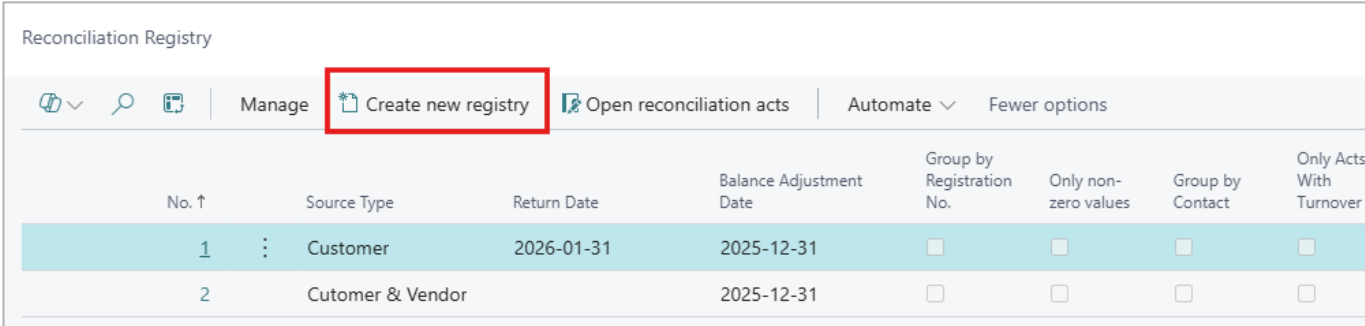 Reconciliation Registry
Manage Create new registry Open reconciliation acts Automate Fewer options
No. ↑ Source Type Return Date Balance Adjustment Date Group by Registration No. Only non-zero values Group by Contact Only Acts With Turnover
1 Customer 2026-01-31 2025-12-31
2 Cutomer & Vendor 2025-12-31